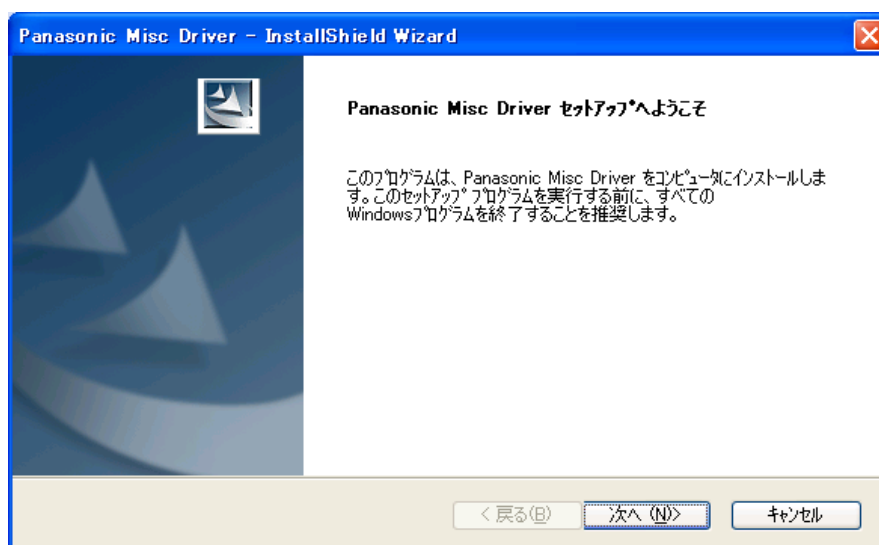 Panasonic Misc Driver - InstallShield Wizard
Panasonic Misc Driver ｾｯﾄｱｯﾌﾟへようこそ
このﾌﾟﾛｸﾞﾗﾑは、Panasonic Misc Driver をｺﾝﾋﾟｭｰﾀにインストールしま
す。このｾｯﾄｱｯﾌﾟ ﾌﾟﾛｸﾞﾗﾑを実行する前に、すべての
Windowsﾌﾟﾛｸﾞﾗﾑを終了することを推奨します。
< 戻る(B)
次へ (N)>
ｷｬﾝｾﾙ